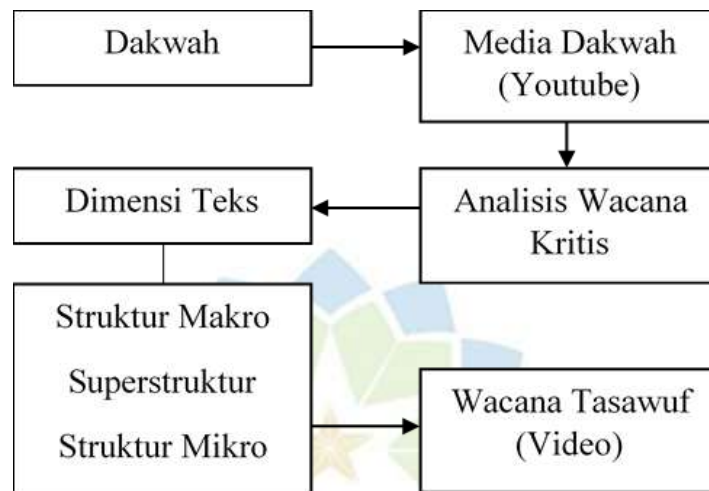 Dakwah
Media Dakwah
(Youtube)
Dimensi Teks
Analisis Wacana
Kritis
Struktur Makro
Superstruktur
Struktur Mikro
Wacana Tasawuf
(Video)